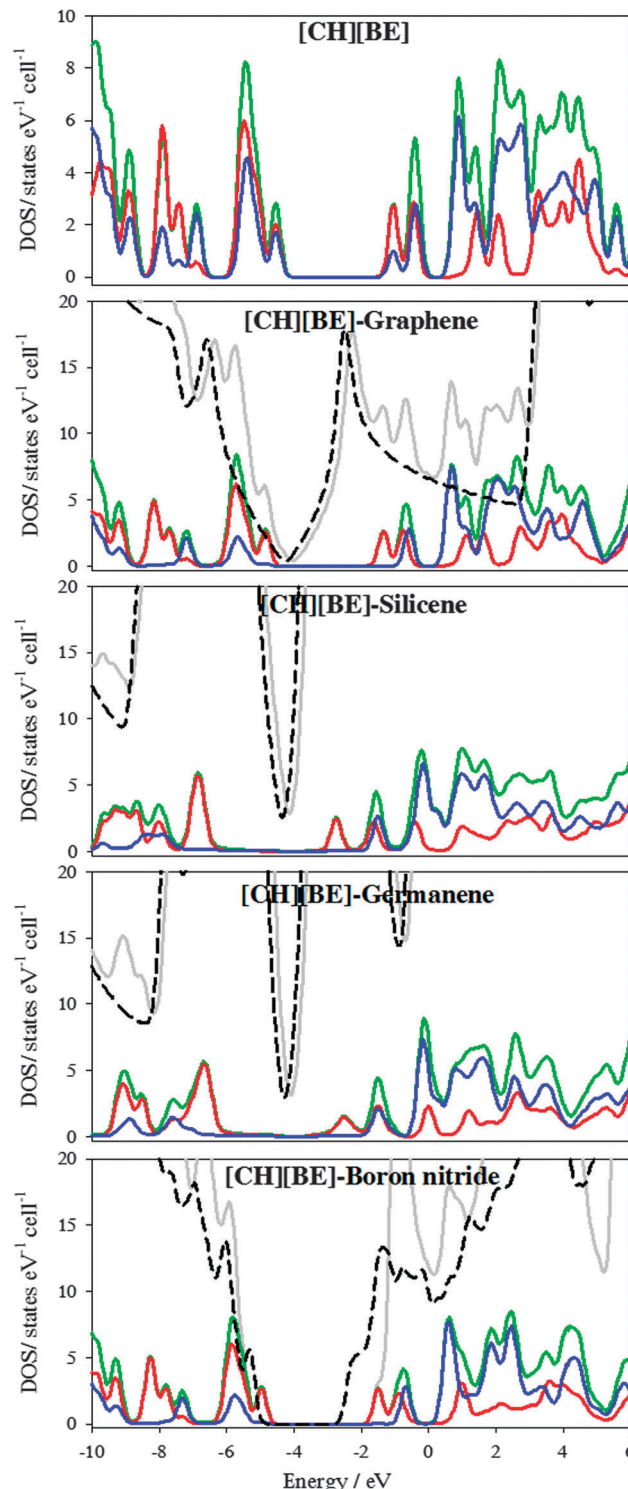 [CH][BE]
DOS/ states eV⁻¹ cell⁻¹
10
8
6
4
2
0
[CH][BE]-Graphene
DOS/ states eV⁻¹ cell⁻¹
20
15
10
5
0
[CH][BE]-Silicene
DOS/ states eV⁻¹ cell⁻¹
20
15
10
5
0
[CH][BE]-Germanene
DOS/ states eV⁻¹ cell⁻¹
20
15
10
5
0
[CH][BE]-Boron nitride
DOS/ states eV⁻¹ cell⁻¹
20
15
10
5
0
-10 -8 -6 -4 -2 0 2 4 6
Energy / eV